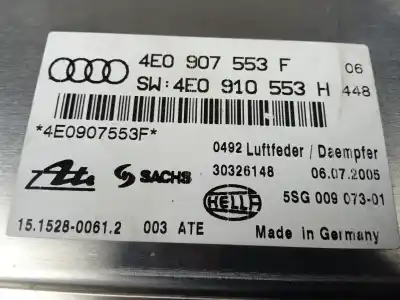 4E0 907 553 F 06
SW:4E0 910 553 H 448
*4E0907553F*
0492 Luftfeder / Daempfer
Ate SACHS 30326148 06.07.2005
HELLA 5SG 009 073-01
15.1528-0061.2 003 ATE Made in Germany